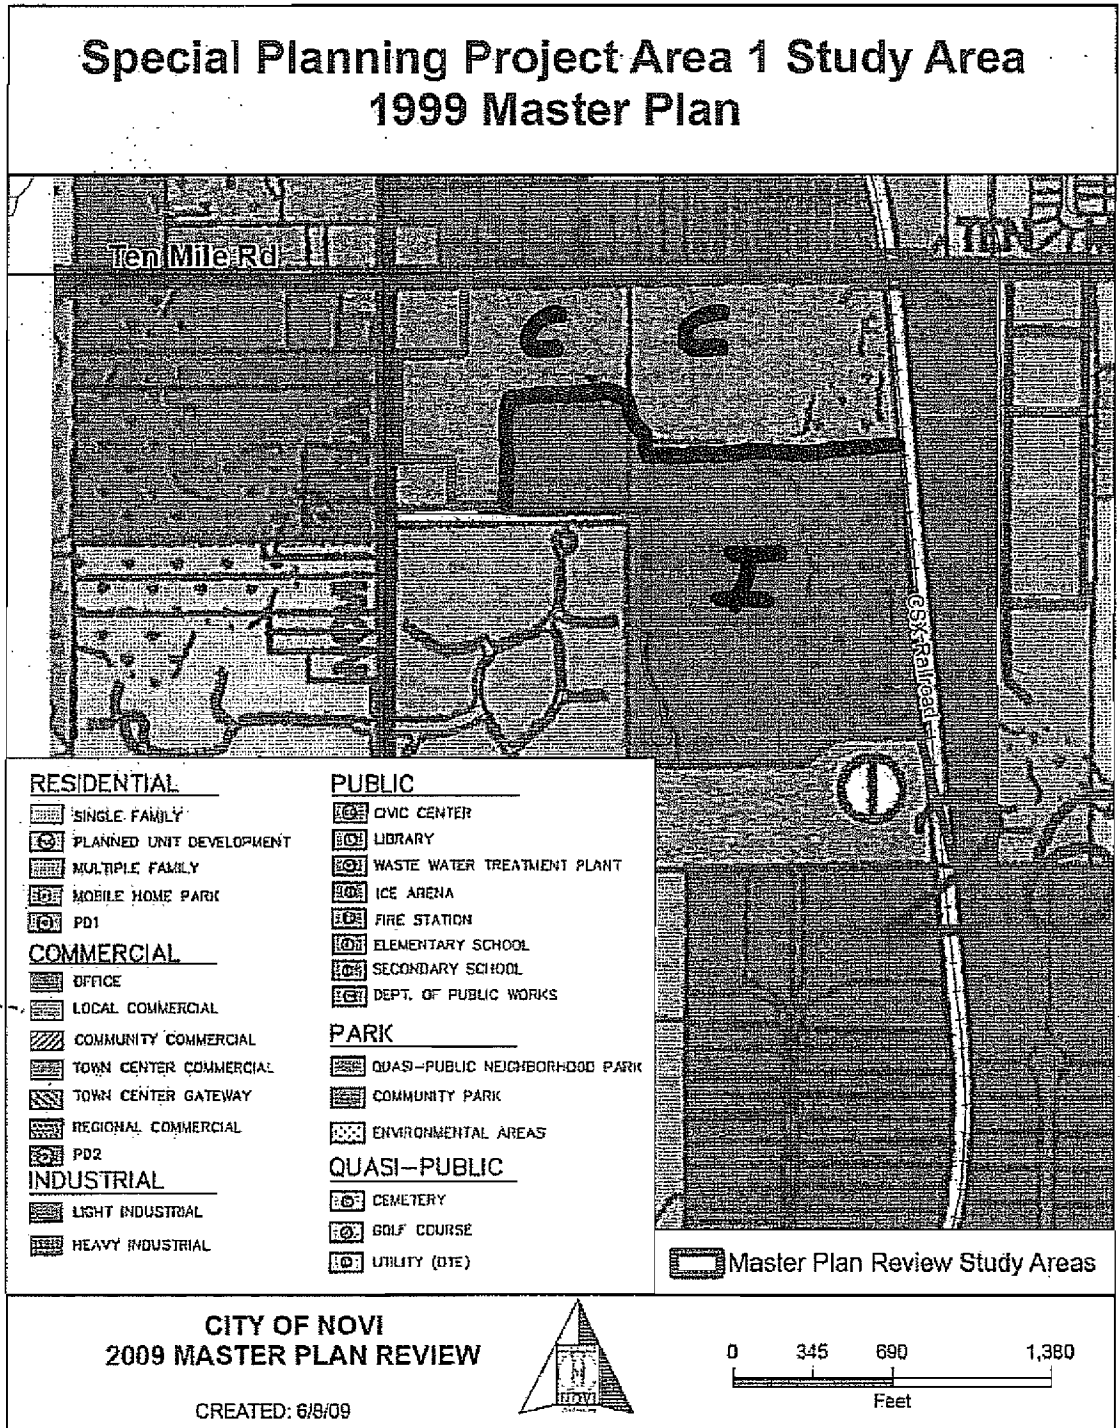 Special Planning Project Area 1 Study Area
1999 Master Plan
Ten Mile Rd
TEN
C
C
I
CSX Railroad
RESIDENTIAL
SINGLE FAMILY
PLANNED UNIT DEVELOPMENT
MULTIPLE FAMILY
MOBILE HOME PARK
PD1
COMMERCIAL
OFFICE
LOCAL COMMERCIAL
COMMUNITY COMMERCIAL
TOWN CENTER COMMERCIAL
TOWN CENTER GATEWAY
REGIONAL COMMERCIAL
PD2
INDUSTRIAL
LIGHT INDUSTRIAL
HEAVY INDUSTRIAL
PUBLIC
CIVIC CENTER
LIBRARY
WASTE WATER TREATMENT PLANT
ICE ARENA
FIRE STATION
ELEMENTARY SCHOOL
SECONDARY SCHOOL
DEPT. OF PUBLIC WORKS
PARK
QUASI-PUBLIC NEIGHBORHOOD PARK
COMMUNITY PARK
ENVIRONMENTAL AREAS
QUASI-PUBLIC
CEMETERY
GOLF COURSE
UTILITY (DTE)
Master Plan Review Study Areas
CITY OF NOVI
2009 MASTER PLAN REVIEW
CREATED: 6/8/09
N
NOVI
0 345 690 1,380
Feet